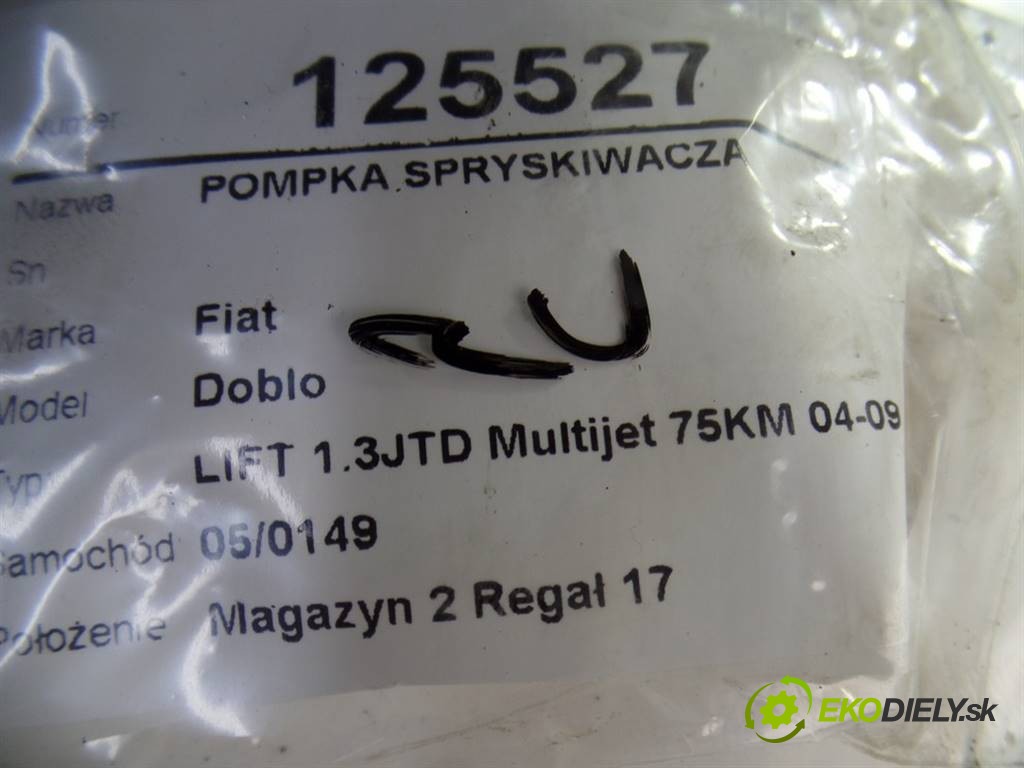 Numer 125527
Nazwa POMPKA SPRYSKIWACZA
Sn
Marka Fiat
Model Doblo
Typ LIFT 1.3JTD Multijet 75KM 04-09
Samochód 05/0149
Położenie Magazyn 2 Regał 17
EKODIELY.sk